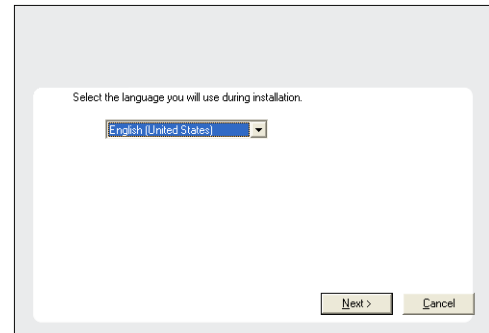 Select the language you will use during installation.
English (United States)
Next >
Cancel